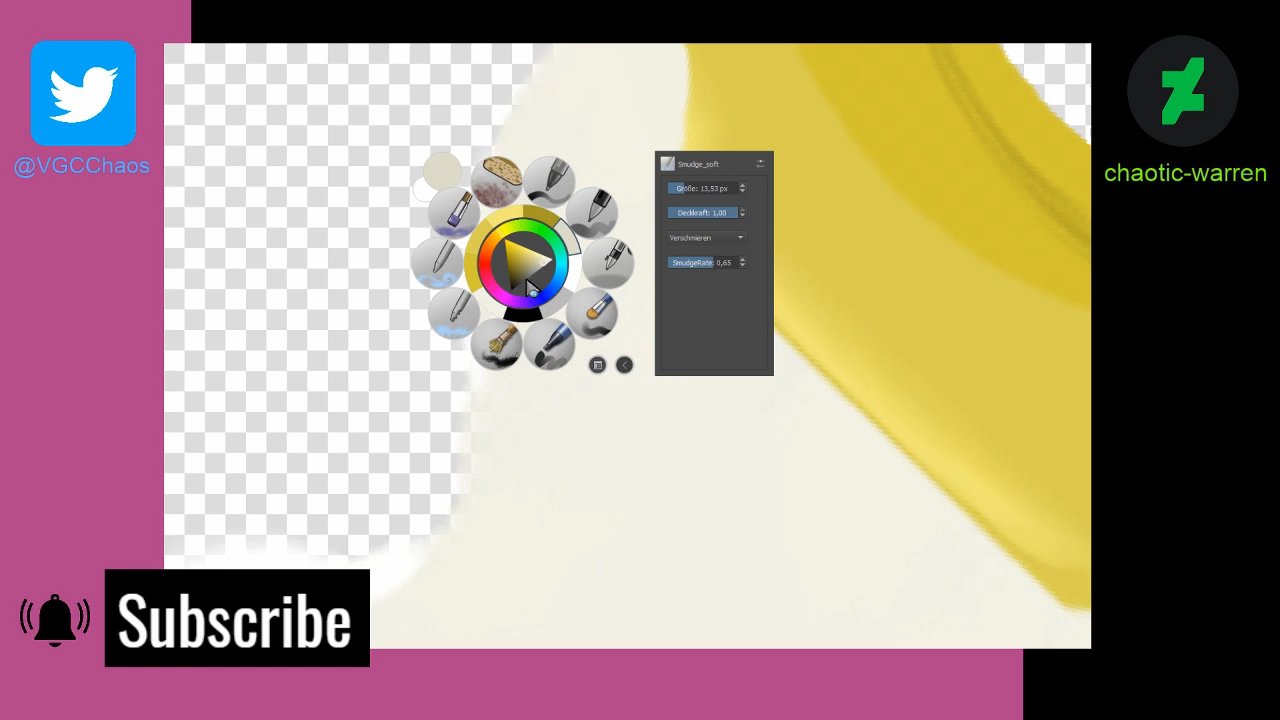 @VGCChaos
chaotic-warren
Smudge_soft
Größe: 13,53 px
Deckkraft: 1,00
Verschmieren
SmudgeRate: 0,65
Subscribe